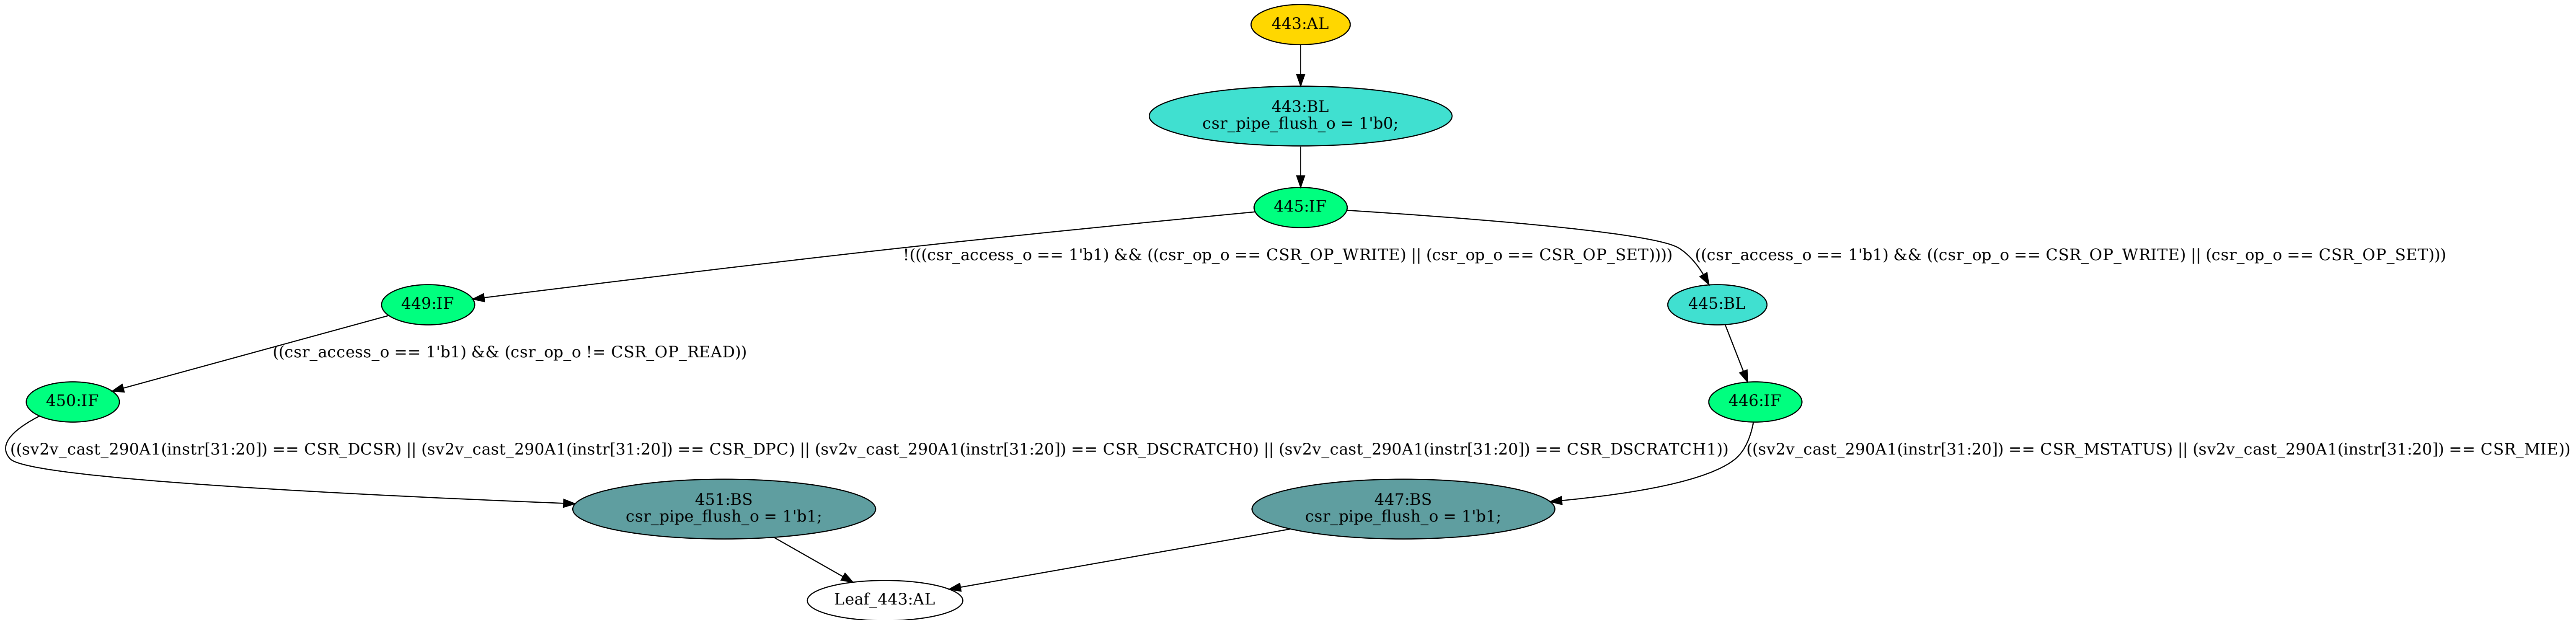 443:AL
443:BL
csr_pipe_flush_o = 1'b0;
445:IF
!(((csr_access_o == 1'b1) && ((csr_op_o == CSR_OP_WRITE) || (csr_op_o == CSR_OP_SET))))
((csr_access_o == 1'b1) && ((csr_op_o == CSR_OP_WRITE) || (csr_op_o == CSR_OP_SET)))
449:IF
445:BL
((csr_access_o == 1'b1) && (csr_op_o != CSR_OP_READ))
450:IF
446:IF
((sv2v_cast_290A1(instr[31:20]) == CSR_DCSR) || (sv2v_cast_290A1(instr[31:20]) == CSR_DPC) || (sv2v_cast_290A1(instr[31:20]) == CSR_DSCRATCH0) || (sv2v_cast_290A1(instr[31:20]) == CSR_DSCRATCH1))
((sv2v_cast_290A1(instr[31:20]) == CSR_MSTATUS) || (sv2v_cast_290A1(instr[31:20]) == CSR_MIE))
451:BS
csr_pipe_flush_o = 1'b1;
447:BS
csr_pipe_flush_o = 1'b1;
Leaf_443:AL